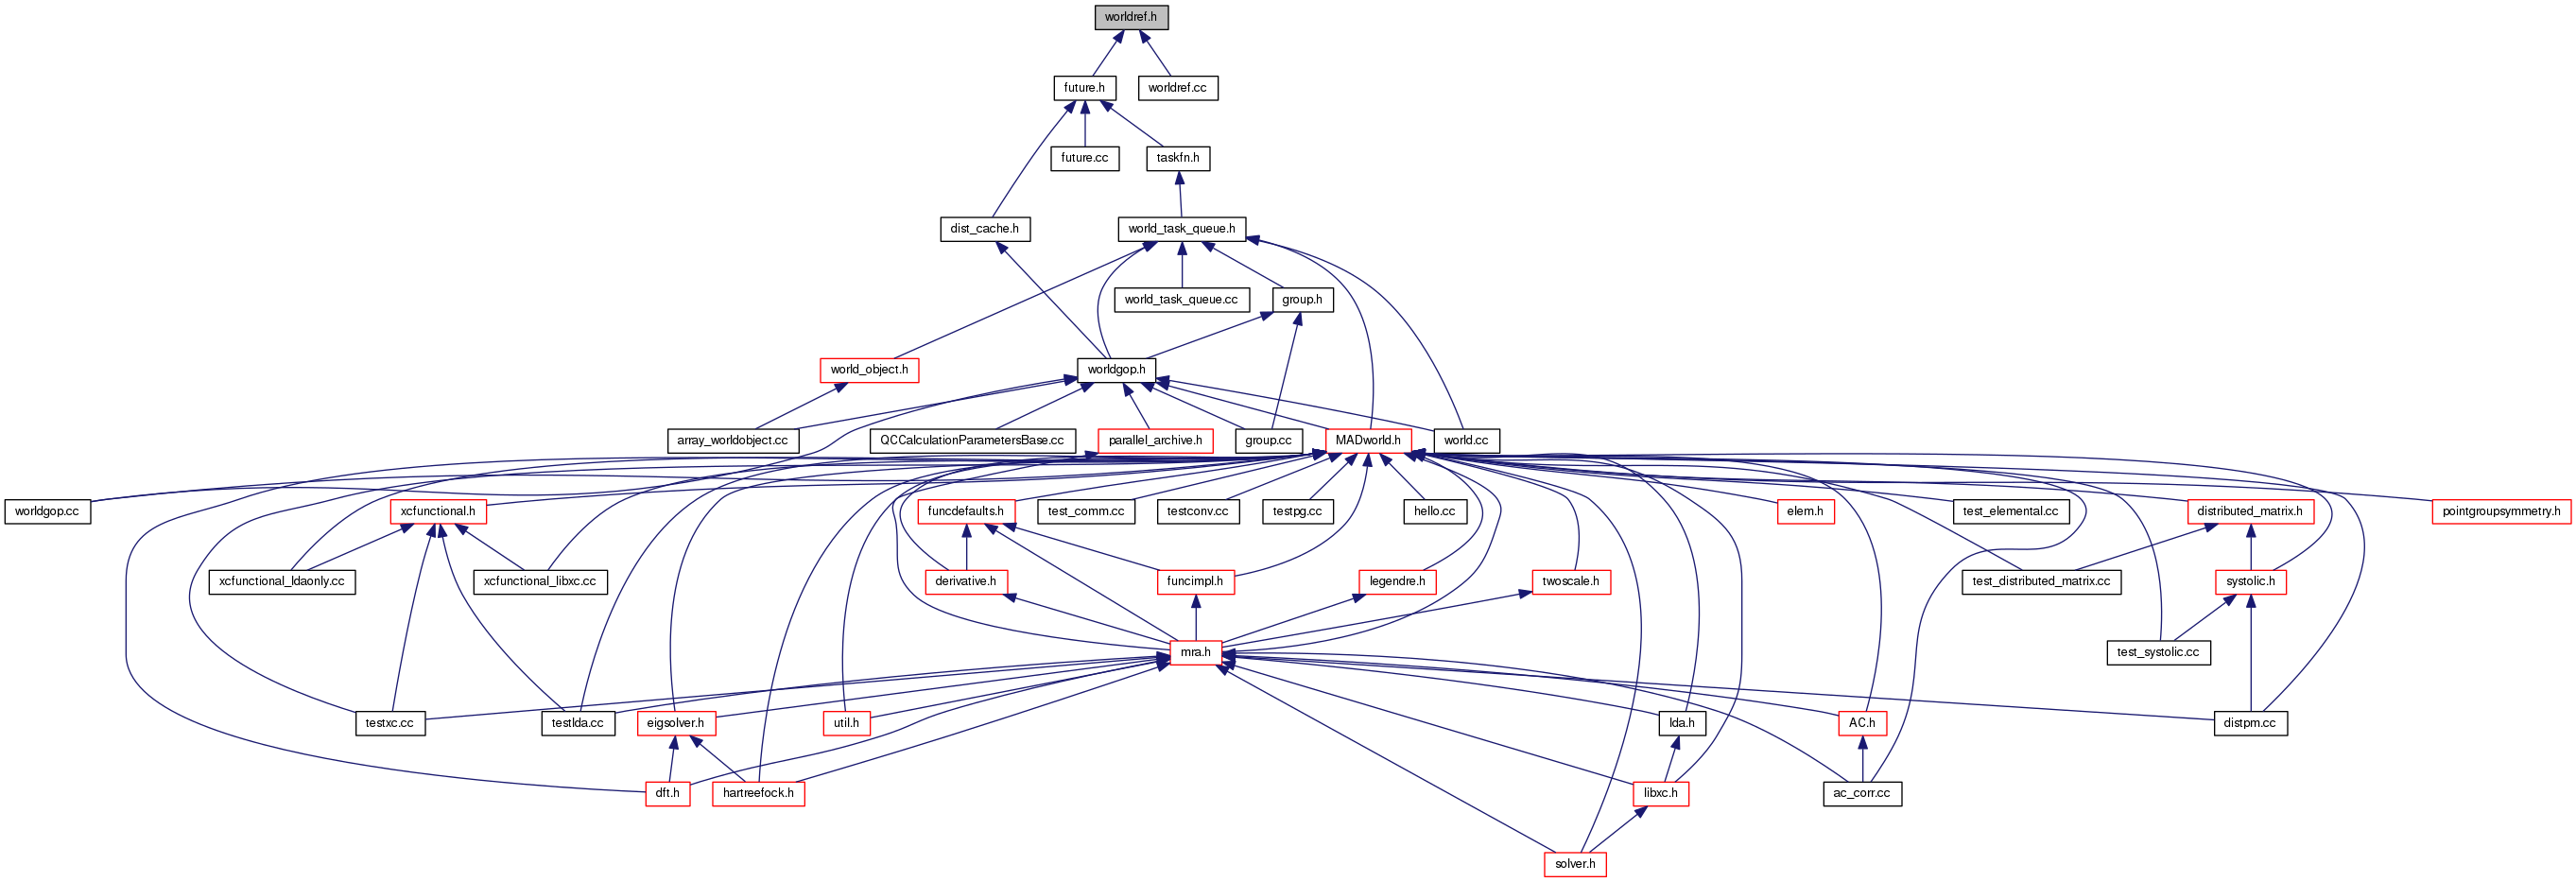 worldref.h
future.h
worldref.cc
future.cc
taskfn.h
dist_cache.h
world_task_queue.h
world_task_queue.cc
group.h
world_object.h
worldgop.h
array_worldobject.cc
QCCalculationParametersBase.cc
parallel_archive.h
group.cc
MADworld.h
world.cc
worldgop.cc
xcfunctional.h
funcdefaults.h
test_comm.cc
testconv.cc
testpg.cc
hello.cc
elem.h
test_elemental.cc
distributed_matrix.h
pointgroupsymmetry.h
xcfunctional_ldaonly.cc
xcfunctional_libxc.cc
derivative.h
funcimpl.h
legendre.h
twoscale.h
test_distributed_matrix.cc
systolic.h
mra.h
test_systolic.cc
testxc.cc
testlda.cc
eigsolver.h
util.h
lda.h
AC.h
distpm.cc
dft.h
hartreefock.h
libxc.h
ac_corr.cc
solver.h